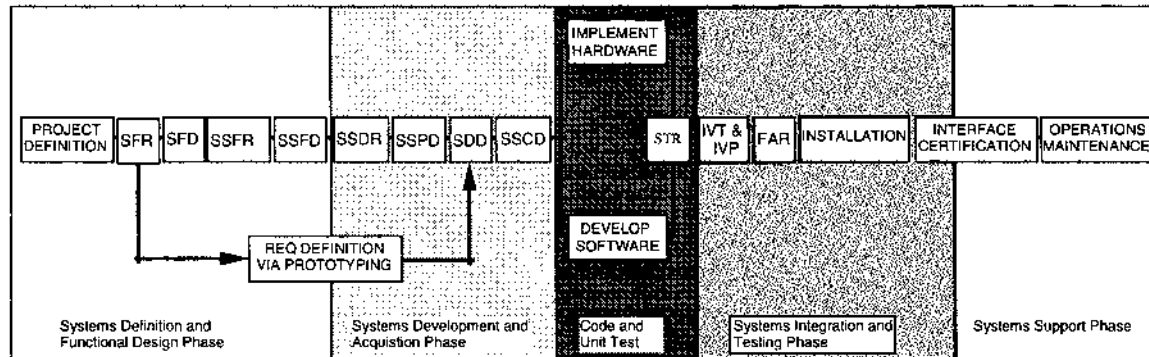 IMPLEMENT
HARDWARE
PROJECT
DEFINITION
SFR
SFD
SSFR
SSFD
SSDR
SSPD
SDD
SSCD
STR
IVT &
IVP
FAR
INSTALLATION
INTERFACE
CERTIFICATION
OPERATIONS
MAINTENANCE
DEVELOP
SOFTWARE
REQ DEFINITION
VIA PROTOTYPING
Systems Definition and
Functional Design Phase
Systems Development and
Acquistion Phase
Code and
Unit Test
Systems Integration and
Testing Phase
Systems Support Phase